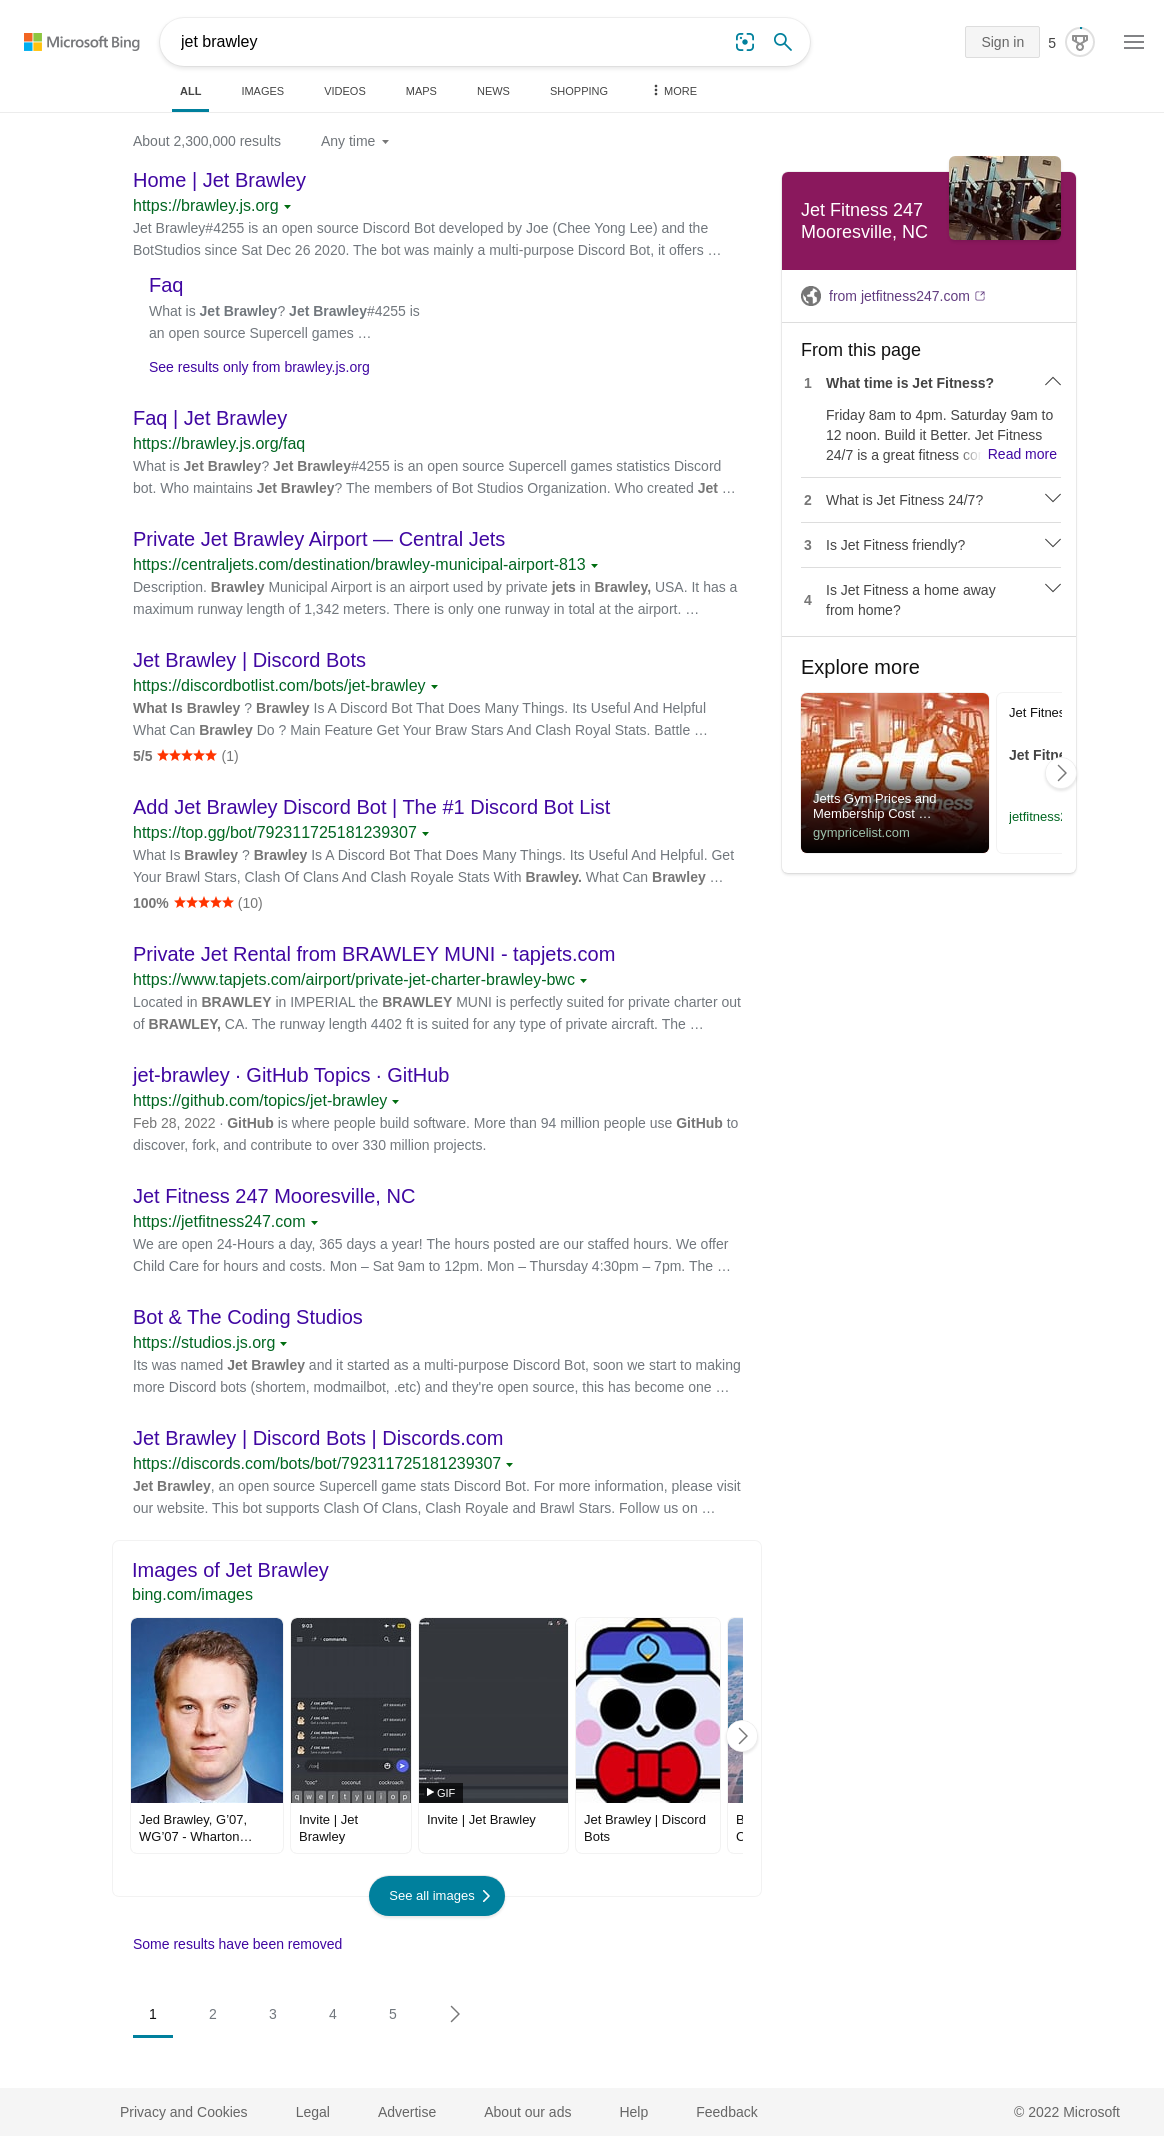 Microsoft Bing
jet brawley
Sign in
5
ALL
IMAGES
VIDEOS
MAPS
NEWS
SHOPPING
MORE
About 2,300,000 results
Any time
Home | Jet Brawley
https://brawley.js.org
Jet Brawley#4255 is an open source Discord Bot developed by Joe (Chee Yong Lee) and the
BotStudios since Sat Dec 26 2020. The bot was mainly a multi-purpose Discord Bot, it offers …
Faq
What is Jet Brawley? Jet Brawley#4255 is
an open source Supercell games …
See results only from brawley.js.org
Faq | Jet Brawley
https://brawley.js.org/faq
What is Jet Brawley? Jet Brawley#4255 is an open source Supercell games statistics Discord
bot. Who maintains Jet Brawley? The members of Bot Studios Organization. Who created Jet …
Private Jet Brawley Airport — Central Jets
https://centraljets.com/destination/brawley-municipal-airport-813
Description. Brawley Municipal Airport is an airport used by private jets in Brawley, USA. It has a
maximum runway length of 1,342 meters. There is only one runway in total at the airport. …
Jet Brawley | Discord Bots
https://discordbotlist.com/bots/jet-brawley
What Is Brawley ? Brawley Is A Discord Bot That Does Many Things. Its Useful And Helpful
What Can Brawley Do ? Main Feature Get Your Braw Stars And Clash Royal Stats. Battle …
5/5 ★★★★★ (1)
Add Jet Brawley Discord Bot | The #1 Discord Bot List
https://top.gg/bot/792311725181239307
What Is Brawley ? Brawley Is A Discord Bot That Does Many Things. Its Useful And Helpful. Get
Your Brawl Stars, Clash Of Clans And Clash Royale Stats With Brawley. What Can Brawley …
100% ★★★★★ (10)
Private Jet Rental from BRAWLEY MUNI - tapjets.com
https://www.tapjets.com/airport/private-jet-charter-brawley-bwc
Located in BRAWLEY in IMPERIAL the BRAWLEY MUNI is perfectly suited for private charter out
of BRAWLEY, CA. The runway length 4402 ft is suited for any type of private aircraft. The …
jet-brawley · GitHub Topics · GitHub
https://github.com/topics/jet-brawley
Feb 28, 2022 · GitHub is where people build software. More than 94 million people use GitHub to
discover, fork, and contribute to over 330 million projects.
Jet Fitness 247 Mooresville, NC
https://jetfitness247.com
We are open 24-Hours a day, 365 days a year! The hours posted are our staffed hours. We offer
Child Care for hours and costs. Mon – Sat 9am to 12pm. Mon – Thursday 4:30pm – 7pm. The …
Bot & The Coding Studios
https://studios.js.org
Its was named Jet Brawley and it started as a multi-purpose Discord Bot, soon we start to making
more Discord bots (shortem, modmailbot, .etc) and they're open source, this has become one …
Jet Brawley | Discord Bots | Discords.com
https://discords.com/bots/bot/792311725181239307
Jet Brawley, an open source Supercell game stats Discord Bot. For more information, please visit
our website. This bot supports Clash Of Clans, Clash Royale and Brawl Stars. Follow us on …
Images of Jet Brawley
bing.com/images
9:03
commands
/ coc profile
/ coc clan
/ coc members
/ coc save
JET BRAWLEY
JET BRAWLEY
JET BRAWLEY
JET BRAWLEY
"coc"
coconut
cockroach
q w e r t y u i o p
GIF
Jed Brawley, G'07,
WG'07 - Wharton…
Invite | Jet
Brawley
Invite | Jet Brawley
Jet Brawley | Discord
Bots
See all images
Some results have been removed
1
2
3
4
5
Jet Fitness 247
Mooresville, NC
from jetfitness247.com
From this page
1 What time is Jet Fitness?
Friday 8am to 4pm. Saturday 9am to
12 noon. Build it Better. Jet Fitness
24/7 is a great fitness co Read more
2 What is Jet Fitness 24/7?
3 Is Jet Fitness friendly?
4 Is Jet Fitness a home away
from home?
Explore more
jetts
24 hour fitness
Jetts Gym Prices and
Membership Cost …
gympricelist.com
Jet Fitnes
Jet Fitne
jetfitness2
Privacy and Cookies
Legal
Advertise
About our ads
Help
Feedback
© 2022 Microsoft